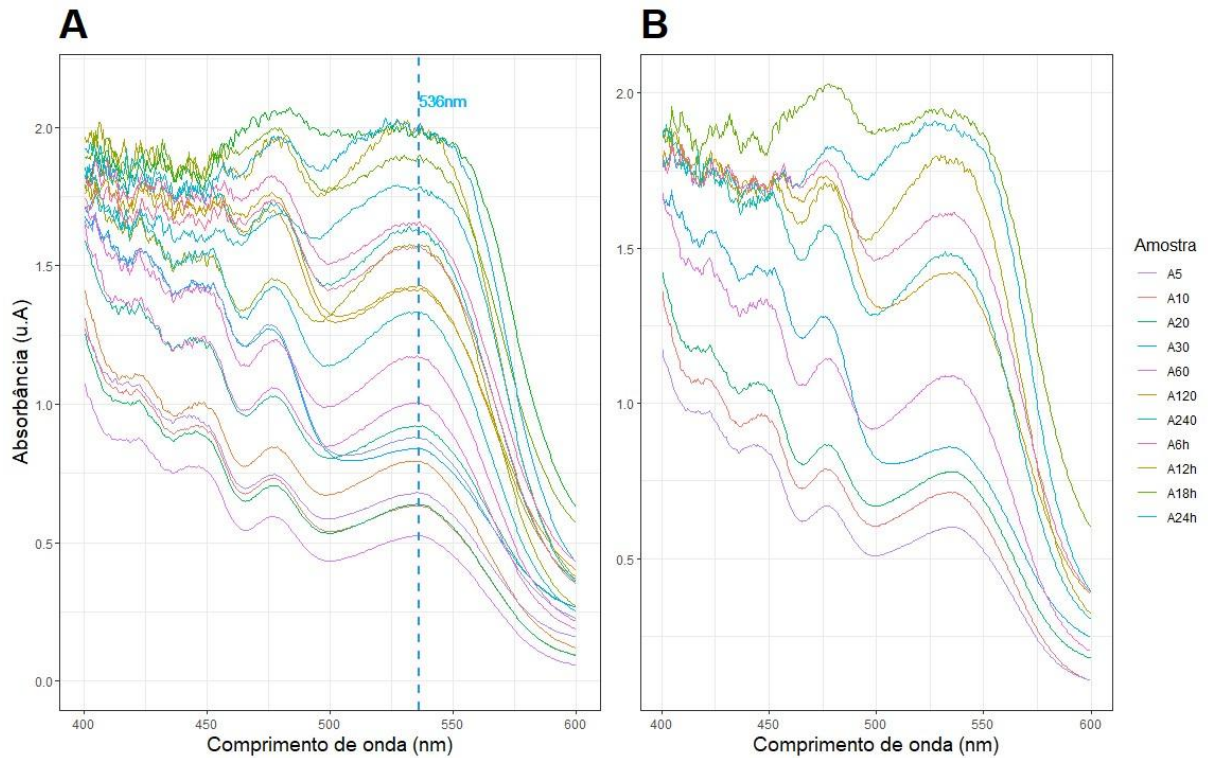 A
B
536nm
Absorbância (u.A)
2.0
1.5
1.0
0.5
0.0
400
450
500
550
600
Comprimento de onda (nm)
2.0
1.5
1.0
0.5
400
450
500
550
600
Comprimento de onda (nm)
Amostra
A5
A10
A20
A30
A60
A120
A240
A6h
A12h
A18h
A24h